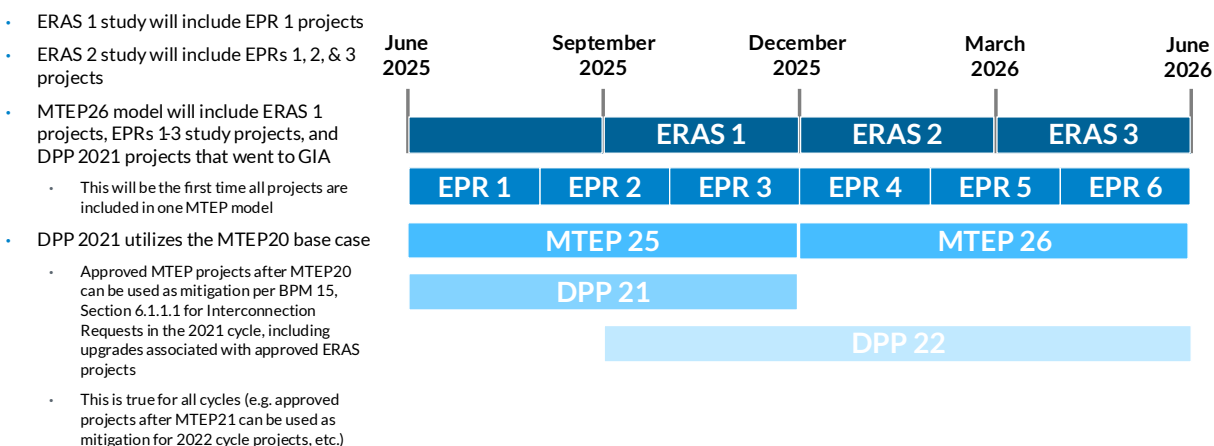 • ERAS 1 study will include EPR 1 projects
• ERAS 2 study will include EPRs 1, 2, & 3
projects
• MTEP26 model will include ERAS 1
projects, EPRs 1-3 study projects, and
DPP 2021 projects that went to GIA
• This will be the first time all projects are
included in one MTEP model
• DPP 2021 utilizes the MTEP20 base case
• Approved MTEP projects after MTEP20
can be used as mitigation per BPM 15,
Section 6.1.1.1 for Interconnection
Requests in the 2021 cycle, including
upgrades associated with approved ERAS
projects
• This is true for all cycles (e.g. approved
projects after MTEP21 can be used as
mitigation for 2022 cycle projects, etc.)
June
2025
September
2025
December
2025
March
2026
June
2026
ERAS 1
ERAS 2
ERAS 3
EPR 1
EPR 2
EPR 3
EPR 4
EPR 5
EPR 6
MTEP 25
MTEP 26
DPP 21
DPP 22